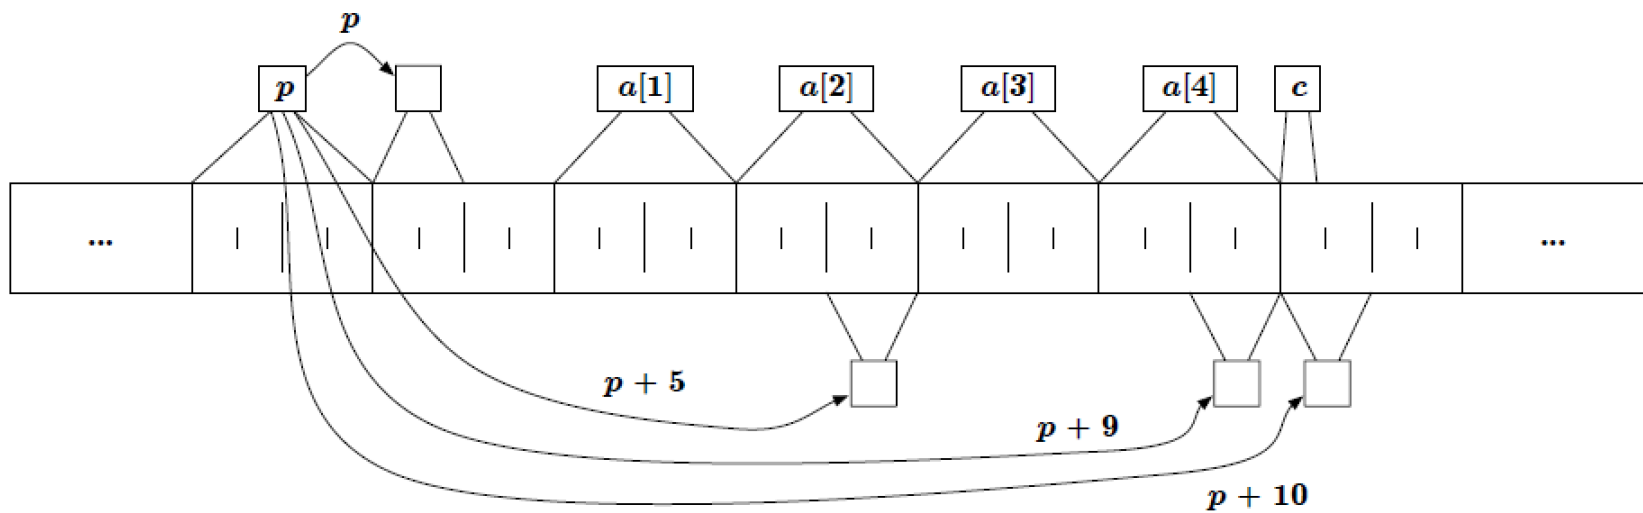 p
p a[1] a[2] a[3] a[4] c
... ...
p + 5
p + 9
p + 10